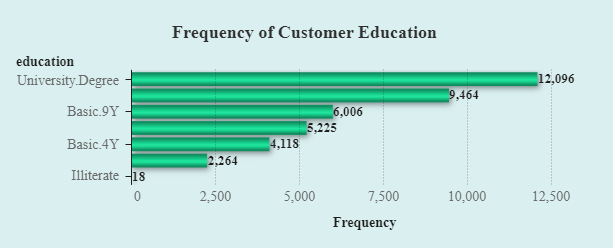 Frequency of Customer Education
education
University.Degree
12,096
9,464
Basic.9Y
6,006
5,225
Basic.4Y
4,118
2,264
Illiterate
18
0 2,500 5,000 7,500 10,000 12,500
Frequency